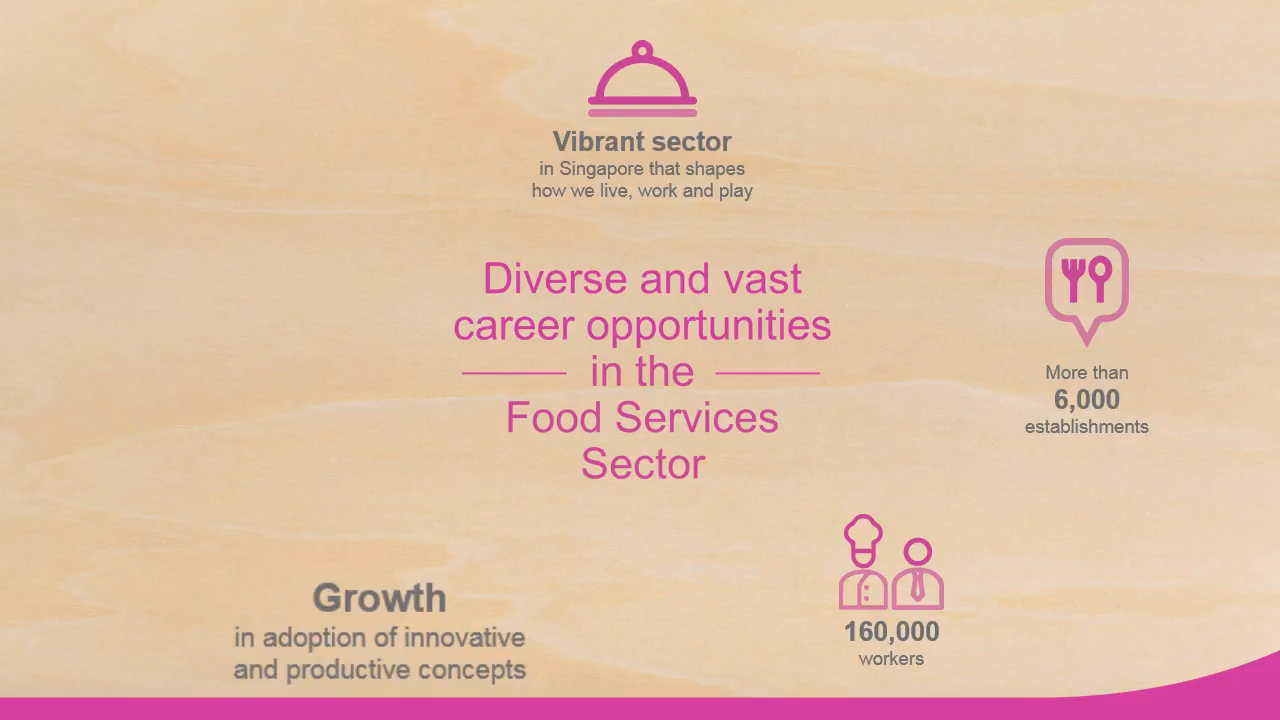 Vibrant sector
in Singapore that shapes
how we live, work and play
Diverse and vast
career opportunities
in the
Food Services
Sector
More than
6,000
establishments
160,000
workers
Growth
in adoption of innovative
and productive concepts